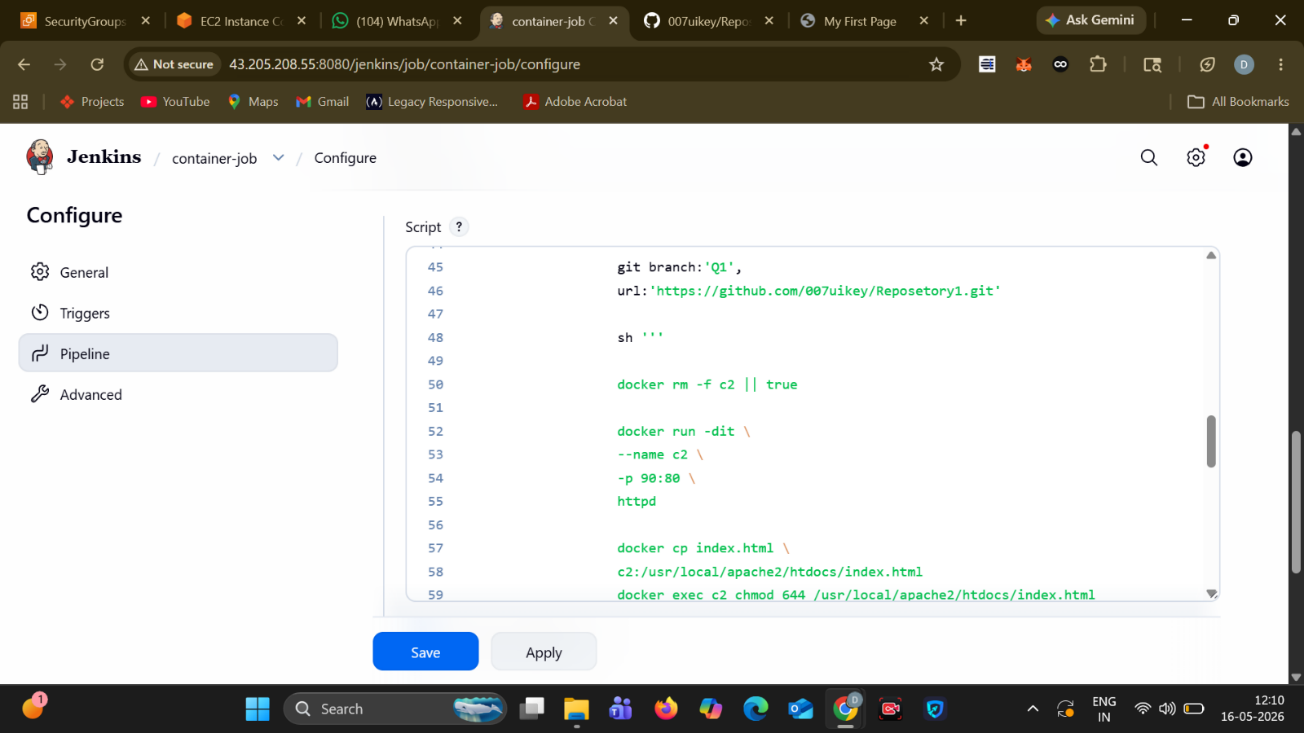 SecurityGroups
EC2 Instance Co
(104) WhatsApp
container-job C
007uikey/Repos
My First Page
Ask Gemini
Not secure
43.205.208.55:8080/jenkins/job/container-job/configure
D
Projects
YouTube
Maps
Gmail
Legacy Responsive...
Adobe Acrobat
All Bookmarks
Jenkins / container-job / Configure
Configure
General
Triggers
Pipeline
Advanced
Script ?
45 git branch:'Q1',
46 url:'https://github.com/007uikey/Reposetory1.git'
47
48 sh '''
49
50 docker rm -f c2 || true
51
52 docker run -dit \
53 --name c2 \
54 -p 90:80 \
55 httpd
56
57 docker cp index.html \
58 c2:/usr/local/apache2/htdocs/index.html
59 docker exec c2 chmod 644 /usr/local/apache2/htdocs/index.html
Save
Apply
1
Search
D
ENG
IN
12:10
16-05-2026